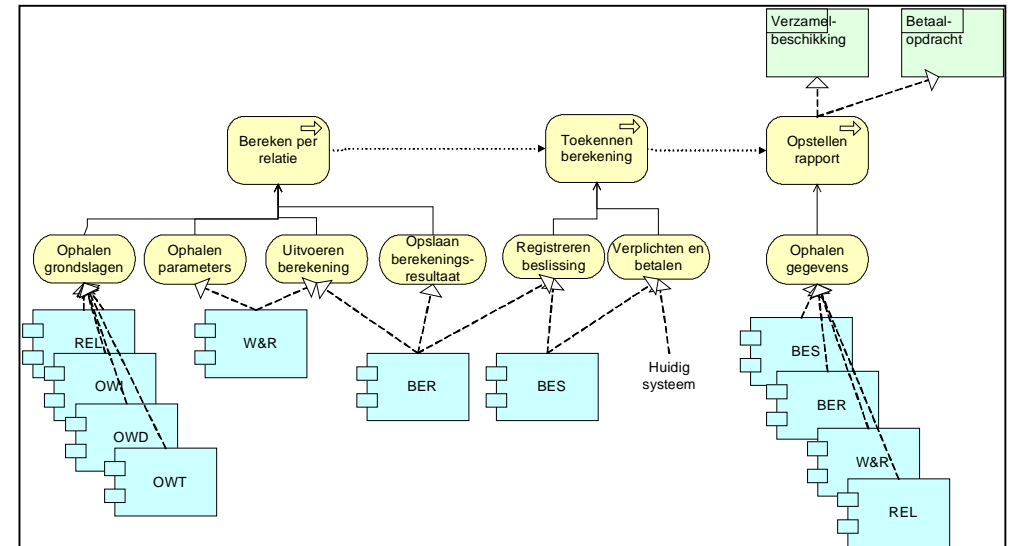 Verzamel-
beschikking
Betaal-
opdracht
Bereken per
relatie
Toekennen
berekening
Opstellen
rapport
Ophalen
grondslagen
Ophalen
parameters
Uitvoeren
berekening
Opslaan
berekenings-
resultaat
Registreren
beslissing
Verplichten en
betalen
Ophalen
gegevens
REL
OWI
OWD
OWT
W&R
BER
BES
Huidig
systeem
BES
BER
W&R
REL